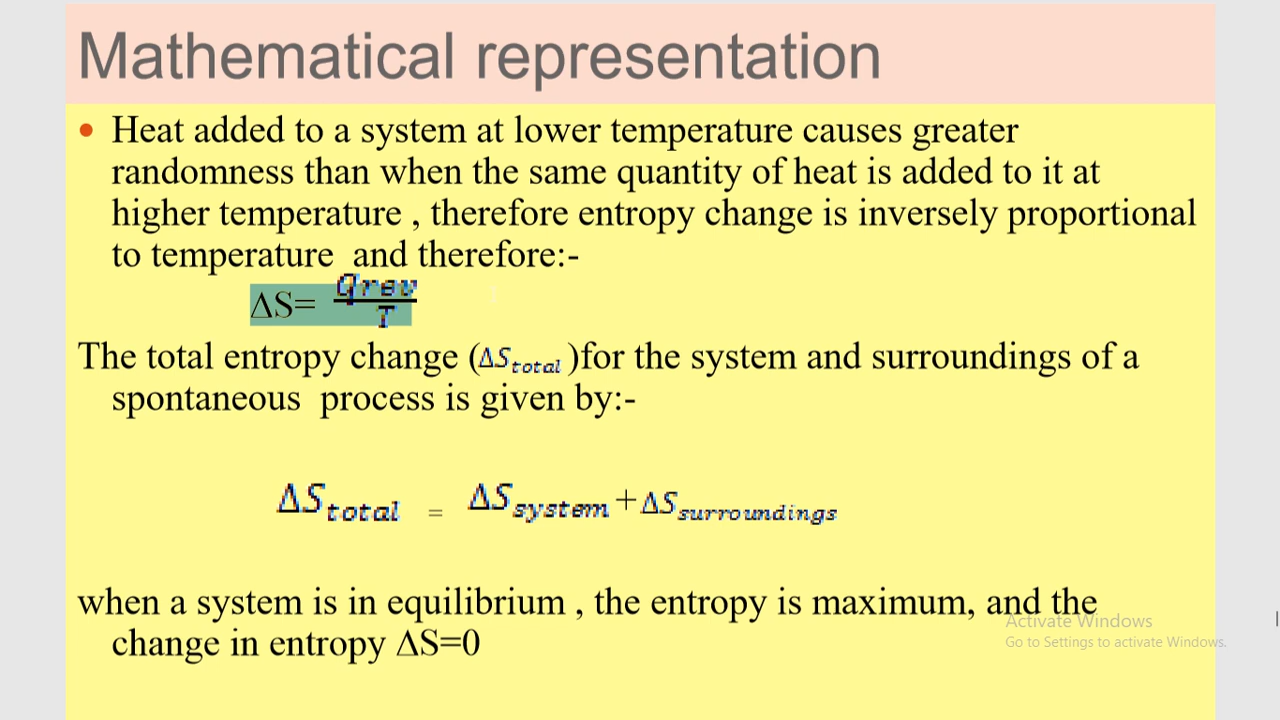 Mathematical representation
• Heat added to a system at lower temperature causes greater
randomness than when the same quantity of heat is added to it at
higher temperature , therefore entropy change is inversely proportional
to temperature  and therefore:-
ΔS= qrev/T
The total entropy change (ΔS_total )for the system and surroundings of a
spontaneous  process is given by:-
ΔS_total = ΔS_system +ΔS_surroundings
when a system is in equilibrium , the entropy is maximum, and the
change in entropy ΔS=0
Activate Windows
Go to Settings to activate Windows.